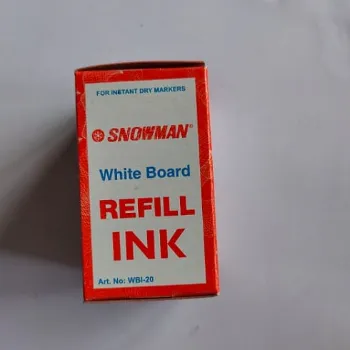 FOR INSTANT DRY MARKERS
SNOWMAN®
White Board
REFILL
INK
Art. No: WBI-20